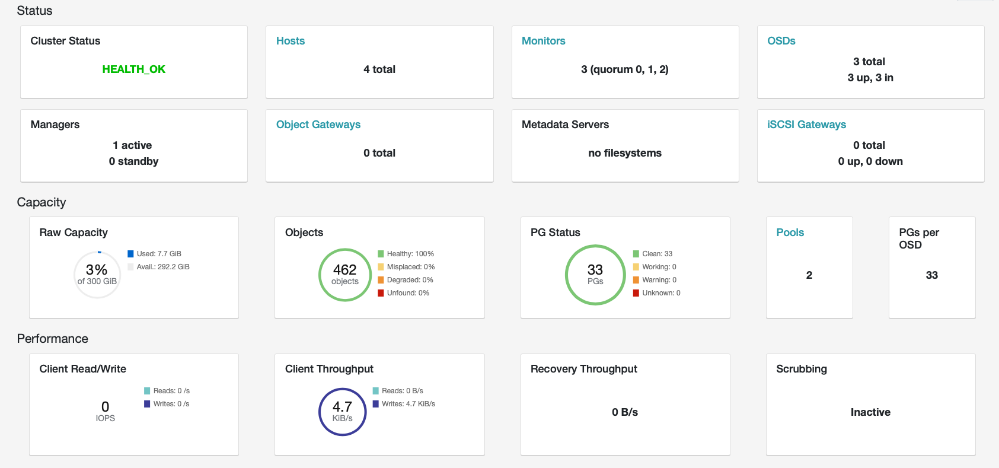 Status
Cluster Status
HEALTH_OK
Hosts
4 total
Monitors
3 (quorum 0, 1, 2)
OSDs
3 total
3 up, 3 in
Managers
1 active
0 standby
Object Gateways
0 total
Metadata Servers
no filesystems
iSCSI Gateways
0 total
0 up, 0 down
Capacity
Raw Capacity
3%
of 300 GiB
Used: 7.7 GiB
Avail.: 292.2 GiB
Objects
462
objects
Healthy: 100%
Misplaced: 0%
Degraded: 0%
Unfound: 0%
PG Status
33
PGs
Clean: 33
Working: 0
Warning: 0
Unknown: 0
Pools
2
PGs per
OSD
33
Performance
Client Read/Write
0
IOPS
Reads: 0 /s
Writes: 0 /s
Client Throughput
4.7
KiB/s
Reads: 0 B/s
Writes: 4.7 KiB/s
Recovery Throughput
0 B/s
Scrubbing
Inactive